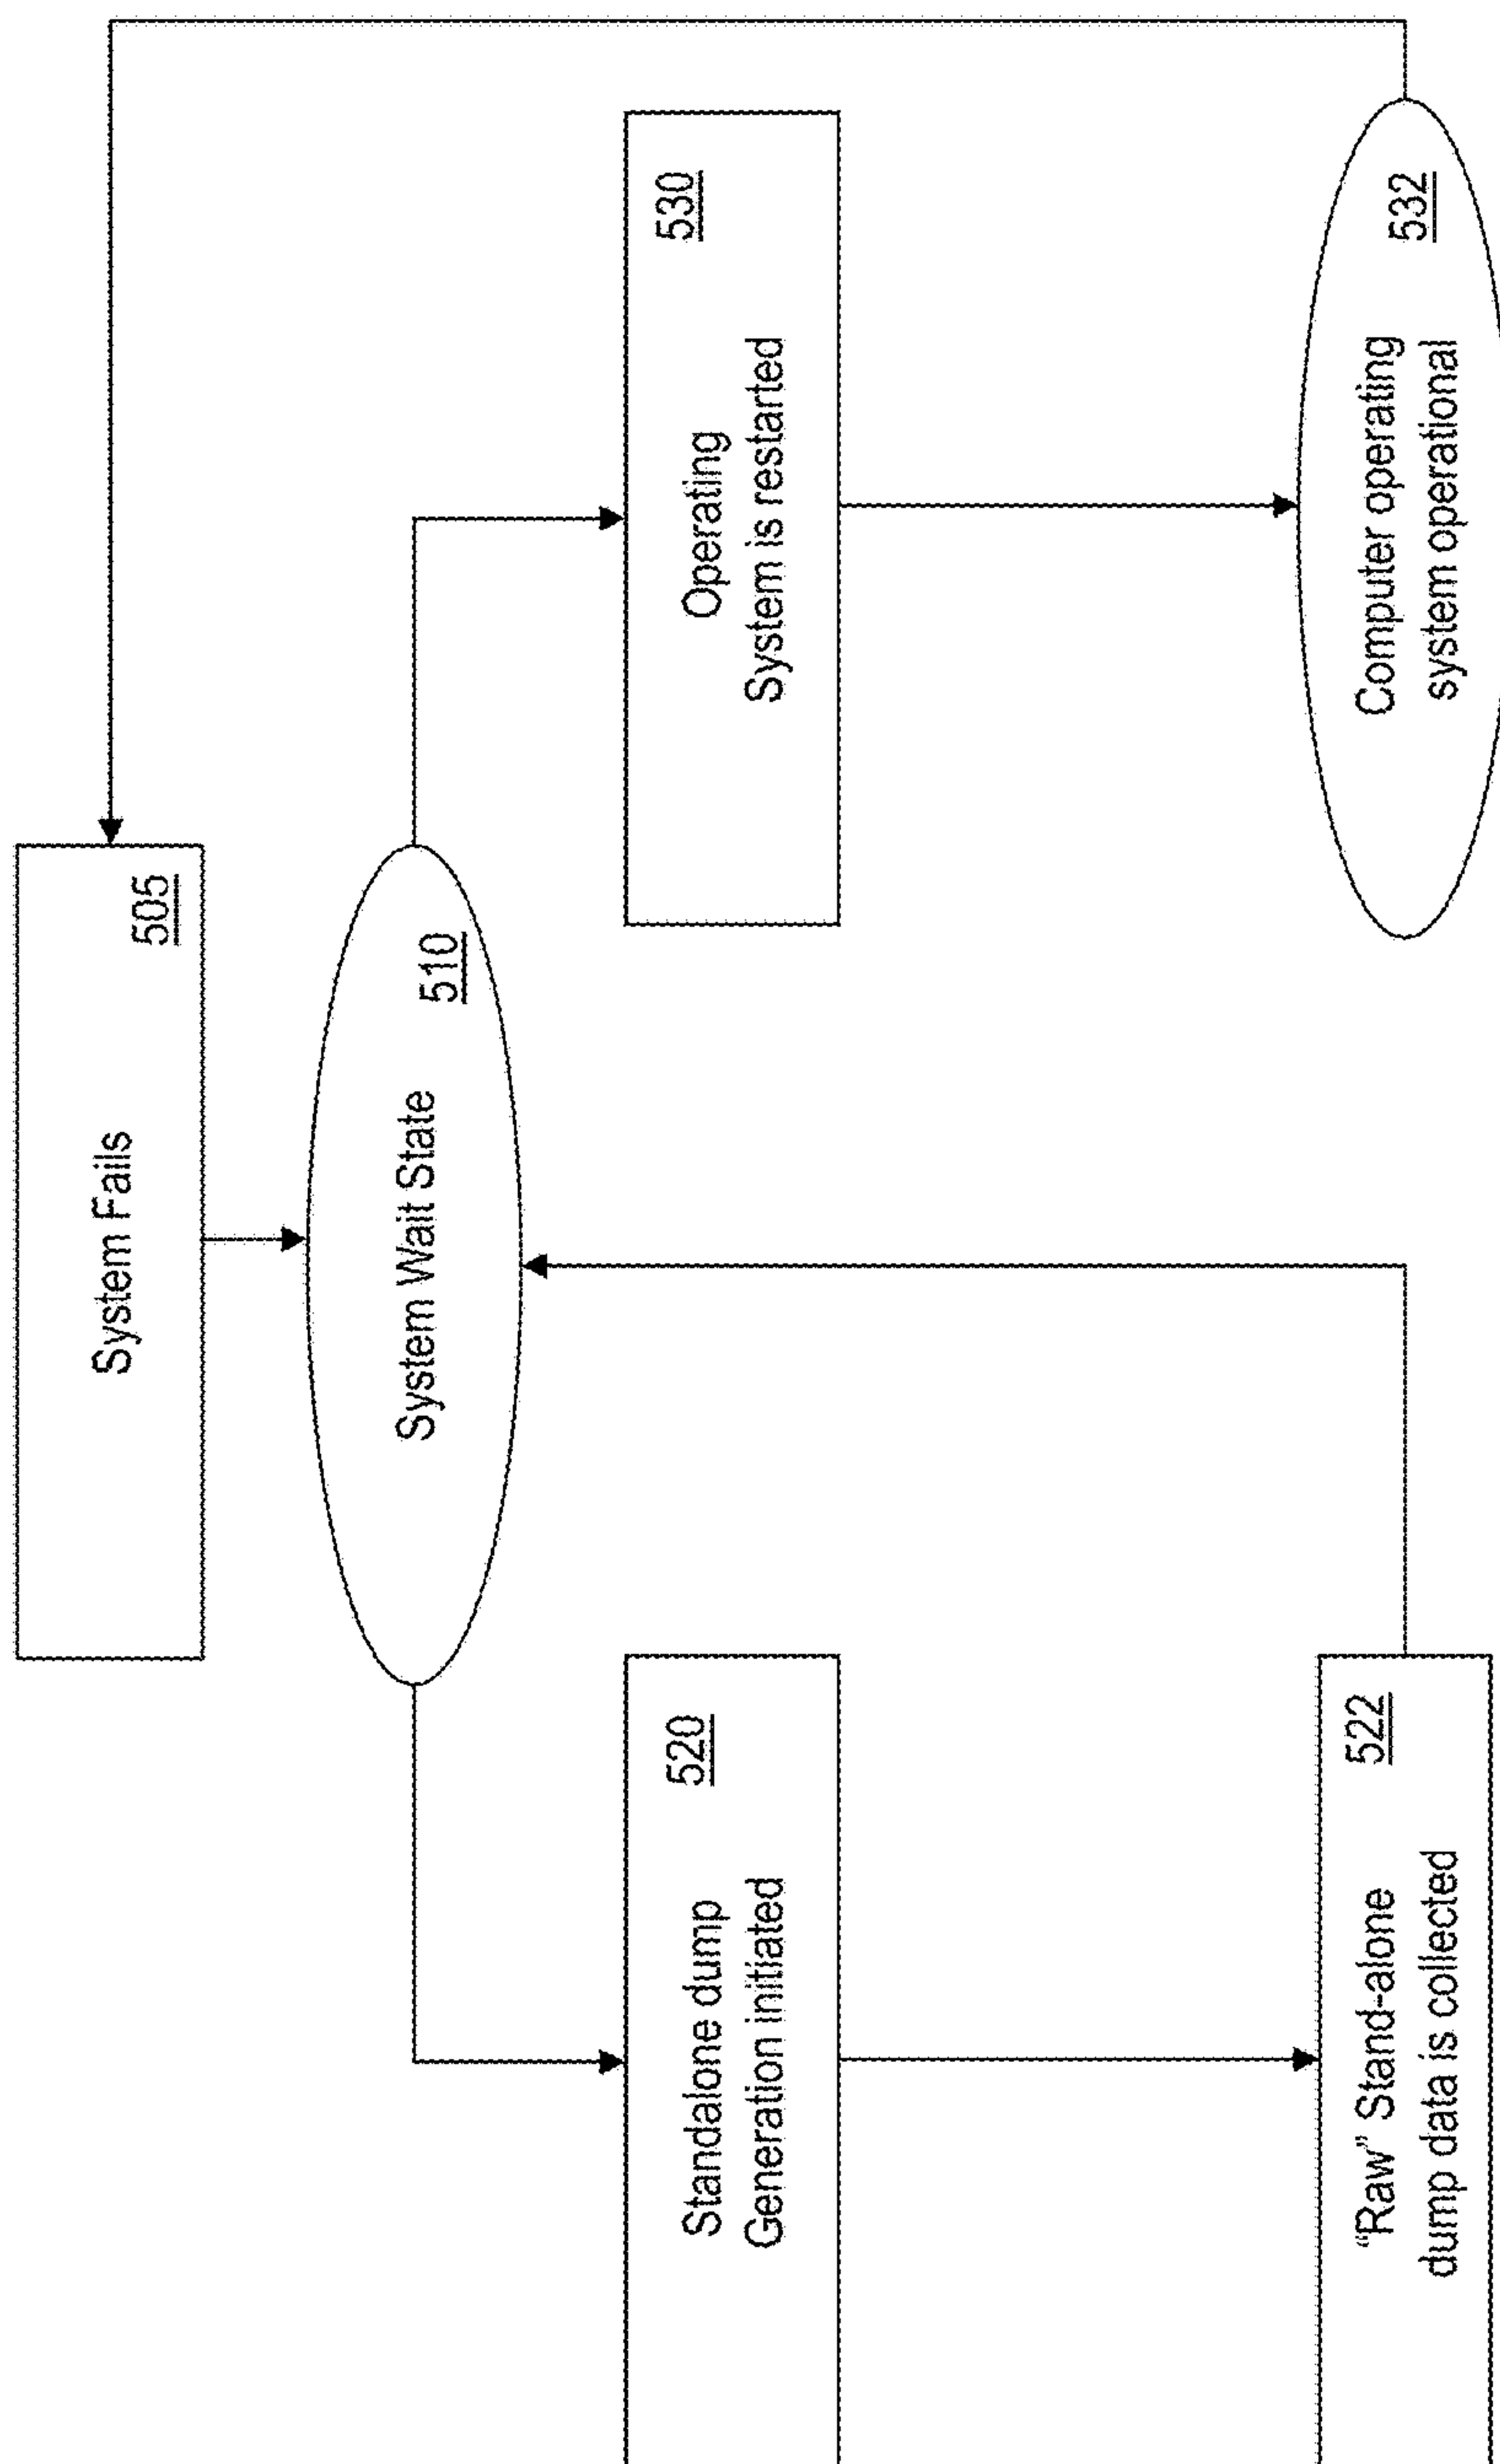 System Fails
505
System Wait State
510
Standalone dump
Generation initiated
520
Operating
System is restarted
530
“Raw” Stand-alone
dump data is collected
522
Computer operating
system operational
532